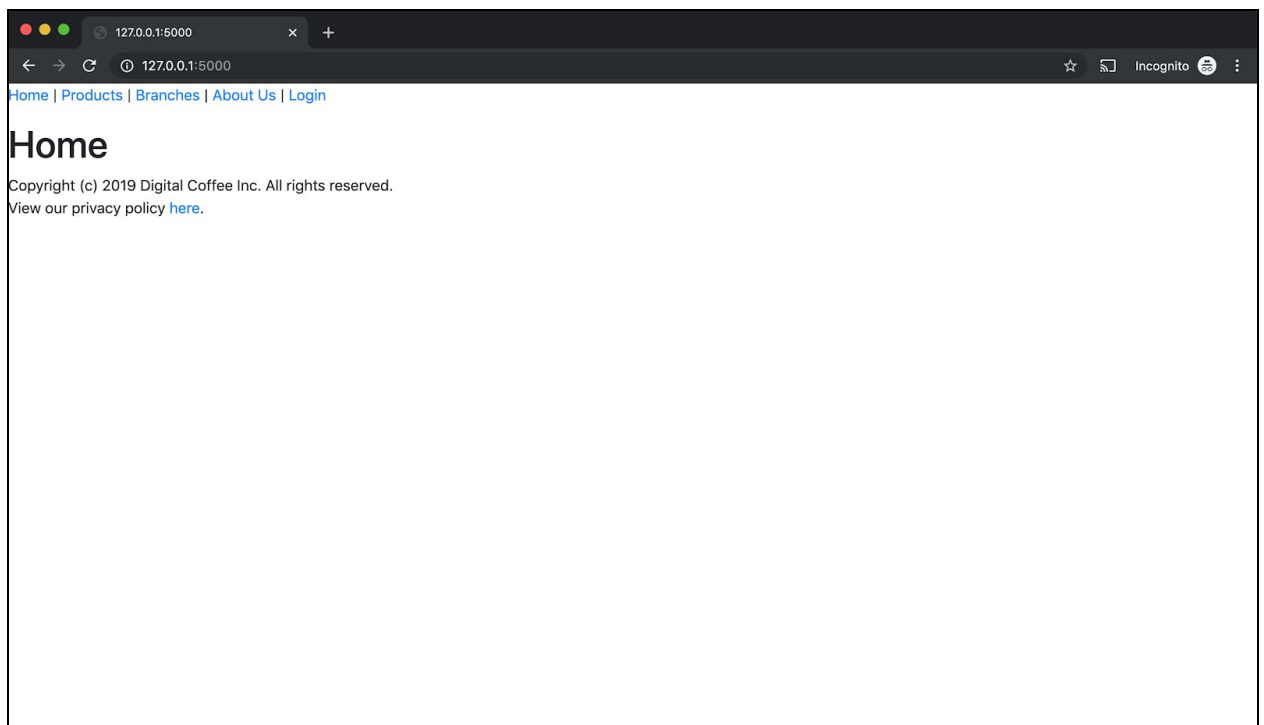 127.0.0.1:5000
127.0.0.1:5000 Incognito
Home | Products | Branches | About Us | Login
Home
Copyright (c) 2019 Digital Coffee Inc. All rights reserved.
View our privacy policy here.